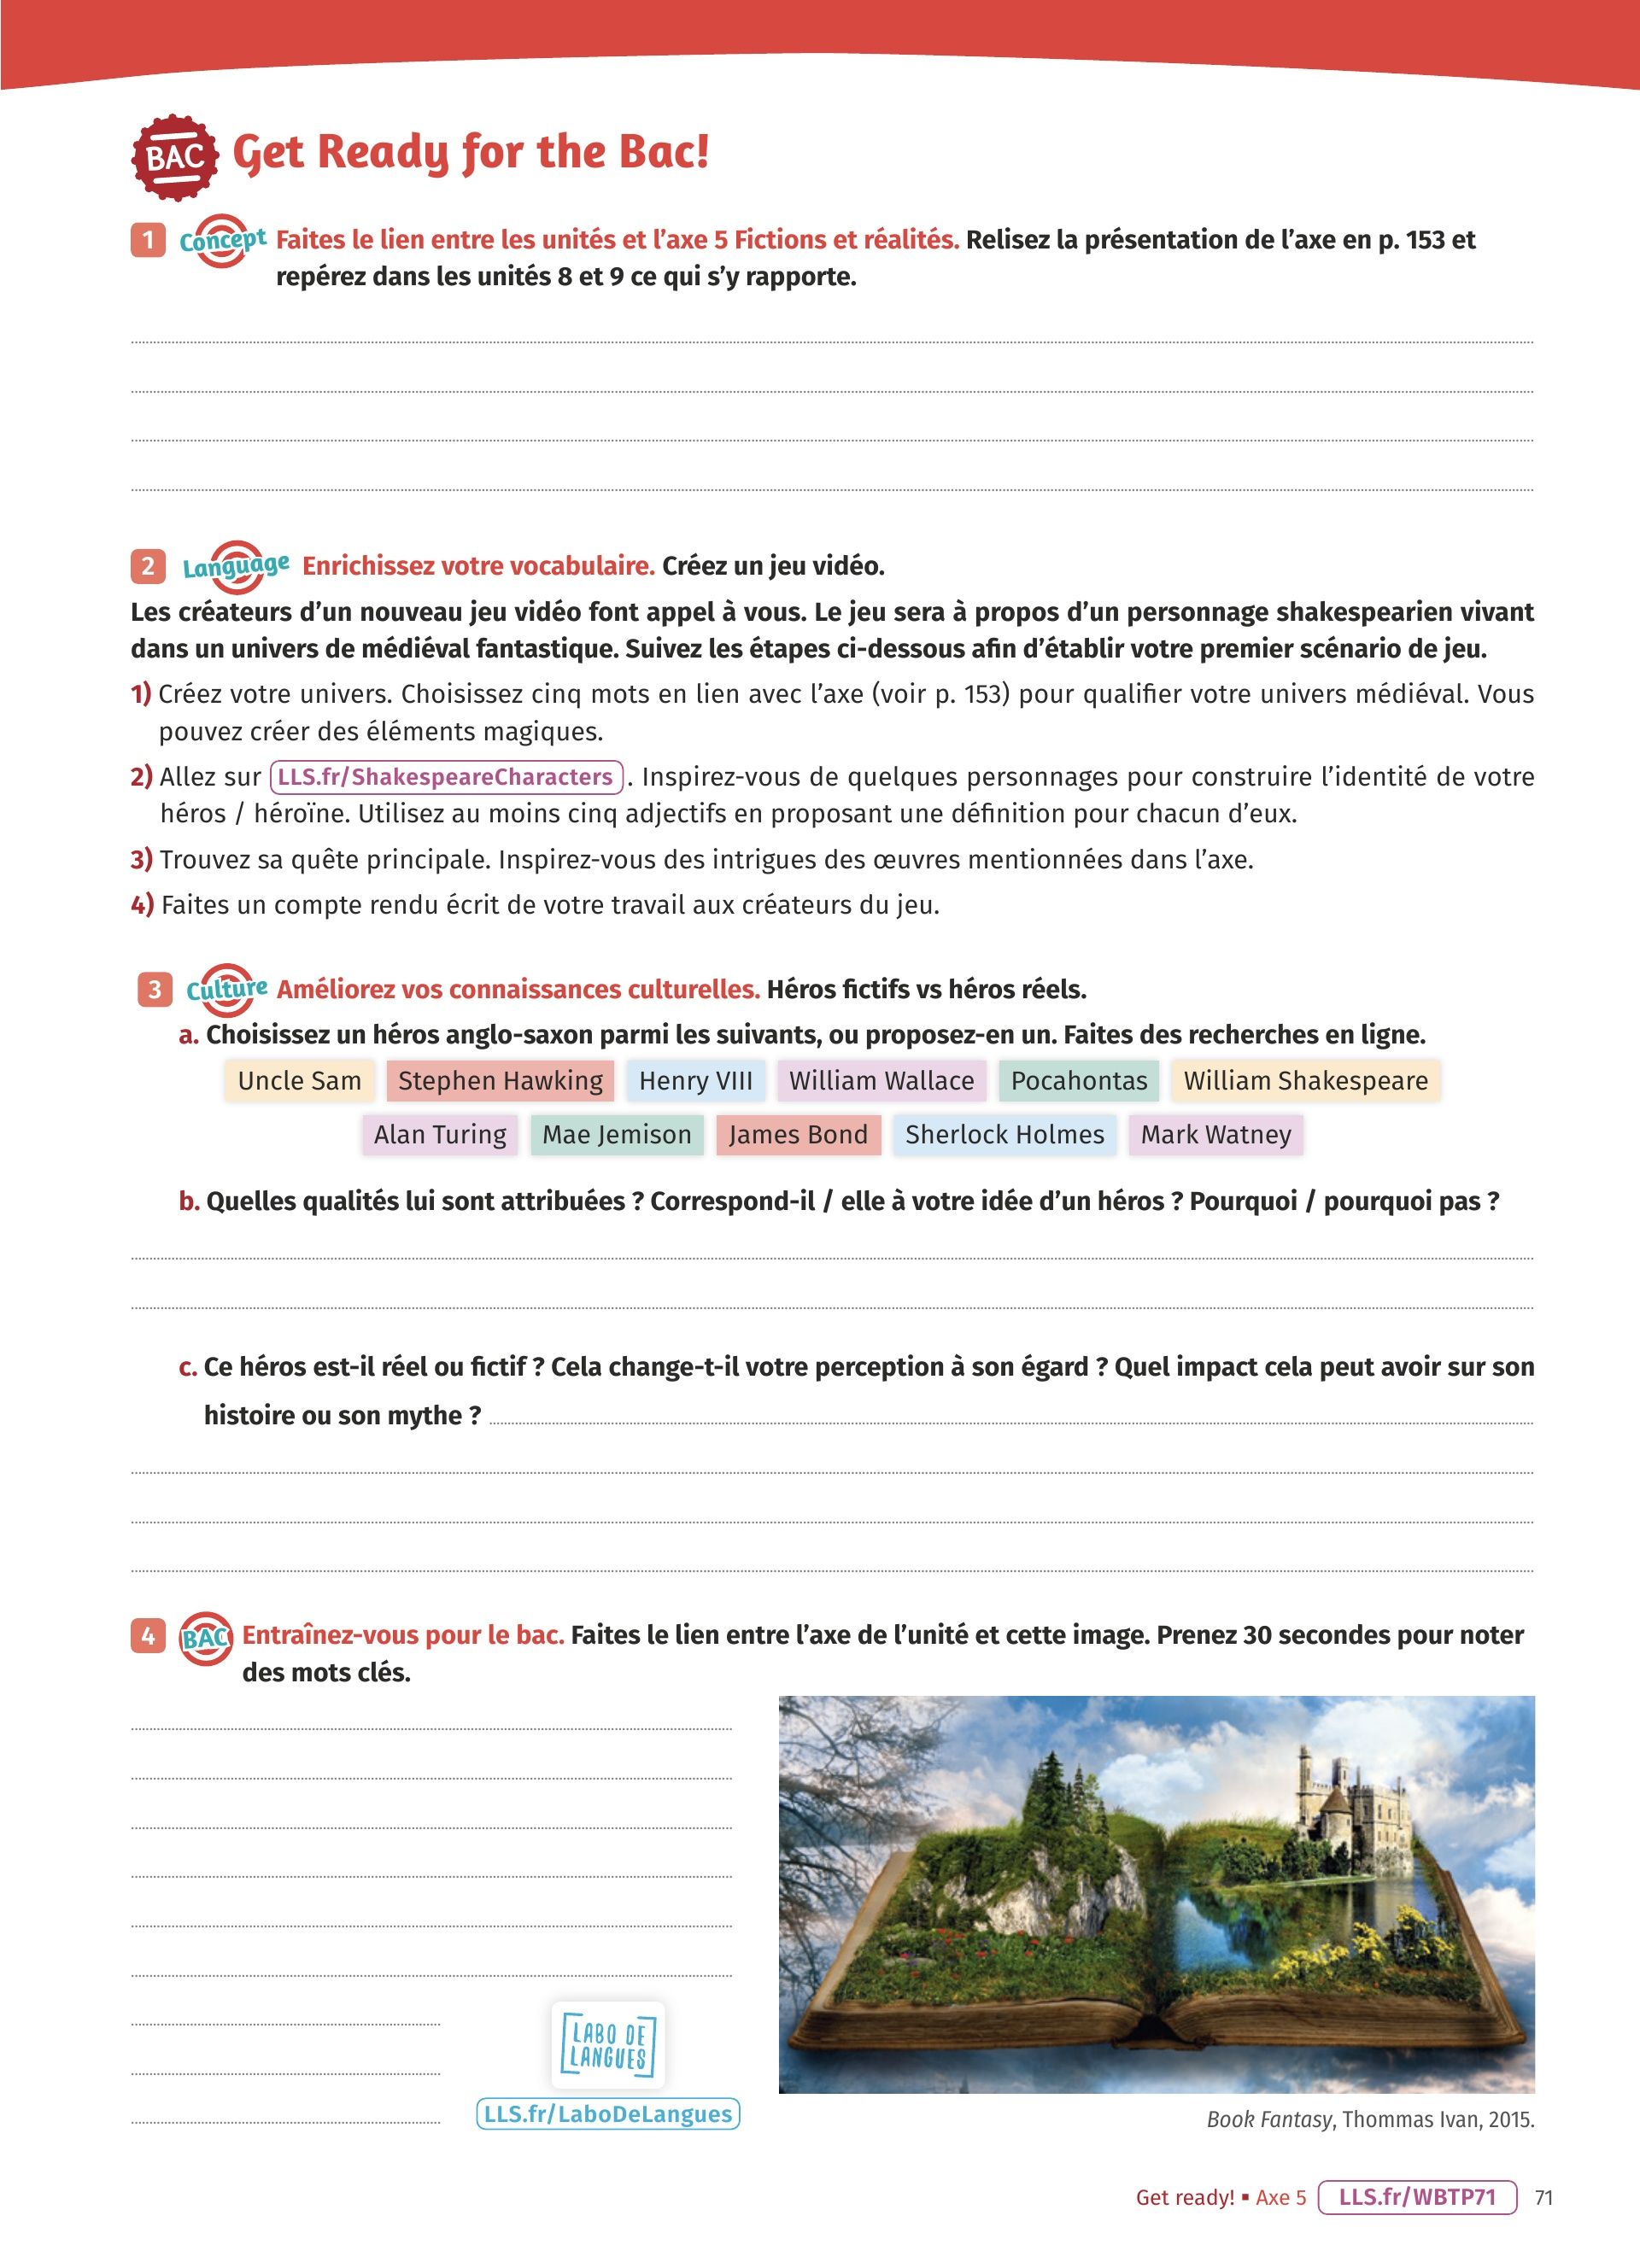 BAC Get Ready for the Bac!
1 Concept Faites le lien entre les unités et l'axe 5 Fictions et réalités. Relisez la présentation de l'axe en p. 153 et
repérez dans les unités 8 et 9 ce qui s'y rapporte.
2 Language Enrichissez votre vocabulaire. Créez un jeu vidéo.
Les créateurs d'un nouveau jeu vidéo font appel à vous. Le jeu sera à propos d'un personnage shakespearien vivant
dans un univers de médiéval fantastique. Suivez les étapes ci-dessous afin d'établir votre premier scénario de jeu.
1) Créez votre univers. Choisissez cinq mots en lien avec l'axe (voir p. 153) pour qualifier votre univers médiéval. Vous
pouvez créer des éléments magiques.
2) Allez sur LLS.fr/ShakespeareCharacters . Inspirez-vous de quelques personnages pour construire l'identité de votre
héros / héroïne. Utilisez au moins cinq adjectifs en proposant une définition pour chacun d'eux.
3) Trouvez sa quête principale. Inspirez-vous des intrigues des œuvres mentionnées dans l'axe.
4) Faites un compte rendu écrit de votre travail aux créateurs du jeu.
3 Culture Améliorez vos connaissances culturelles. Héros fictifs vs héros réels.
a. Choisissez un héros anglo-saxon parmi les suivants, ou proposez-en un. Faites des recherches en ligne.
Uncle Sam Stephen Hawking Henry VIII William Wallace Pocahontas William Shakespeare
Alan Turing Mae Jemison James Bond Sherlock Holmes Mark Watney
b. Quelles qualités lui sont attribuées ? Correspond-il / elle à votre idée d'un héros ? Pourquoi / pourquoi pas ?
c. Ce héros est-il réel ou fictif ? Cela change-t-il votre perception à son égard ? Quel impact cela peut avoir sur son
histoire ou son mythe ?
4 BAC Entraînez-vous pour le bac. Faites le lien entre l'axe de l'unité et cette image. Prenez 30 secondes pour noter
des mots clés.
LABO DE
LANGUES
LLS.fr/LaboDeLangues
Book Fantasy, Thommas Ivan, 2015.
Get ready! ▪ Axe 5 LLS.fr/WBTP71 71